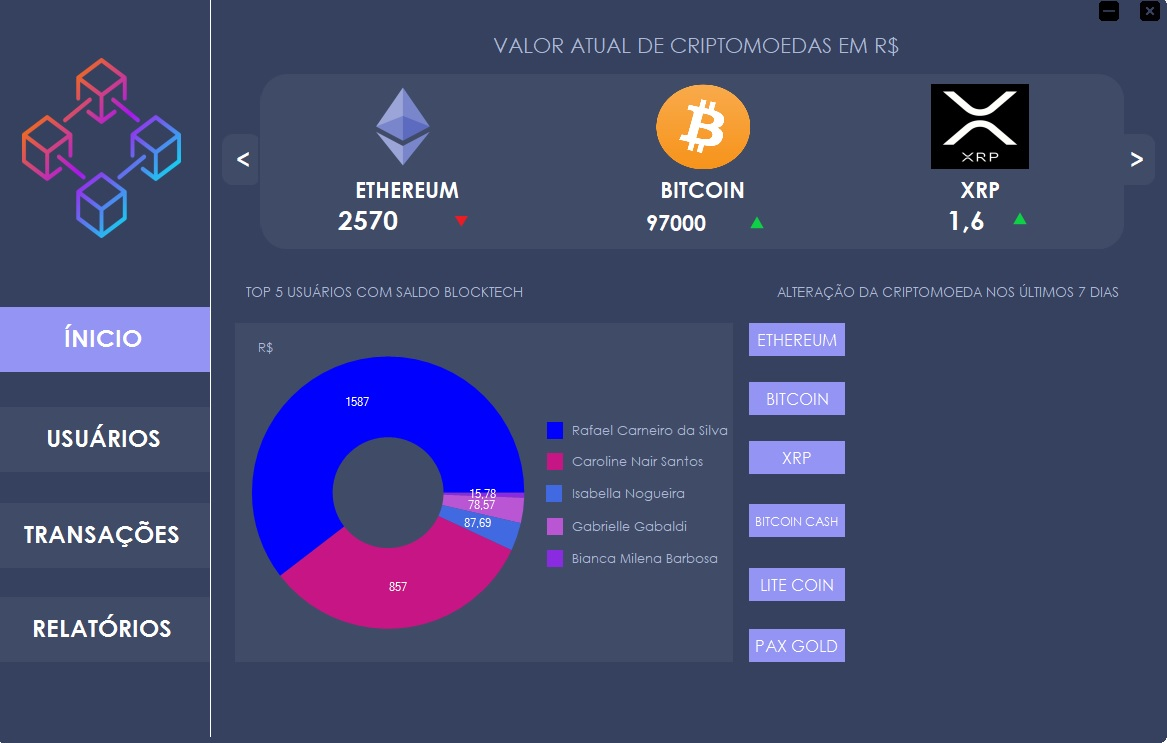 VALOR ATUAL DE CRIPTOMOEDAS EM R$
<
XRP
>
ETHEREUM
BITCOIN
XRP
2570
97000
1,6
TOP 5 USUÁRIOS COM SALDO BLOCKTECH
ALTERAÇÃO DA CRIPTOMOEDA NOS ÚLTIMOS 7 DIAS
ÍNICIO
USUÁRIOS
TRANSAÇÕES
RELATÓRIOS
R$
1587
15,78
78,57
87,69
857
Rafael Carneiro da Silva
Caroline Nair Santos
Isabella Nogueira
Gabrielle Gabaldi
Bianca Milena Barbosa
ETHEREUM
BITCOIN
XRP
BITCOIN CASH
LITE COIN
PAX GOLD